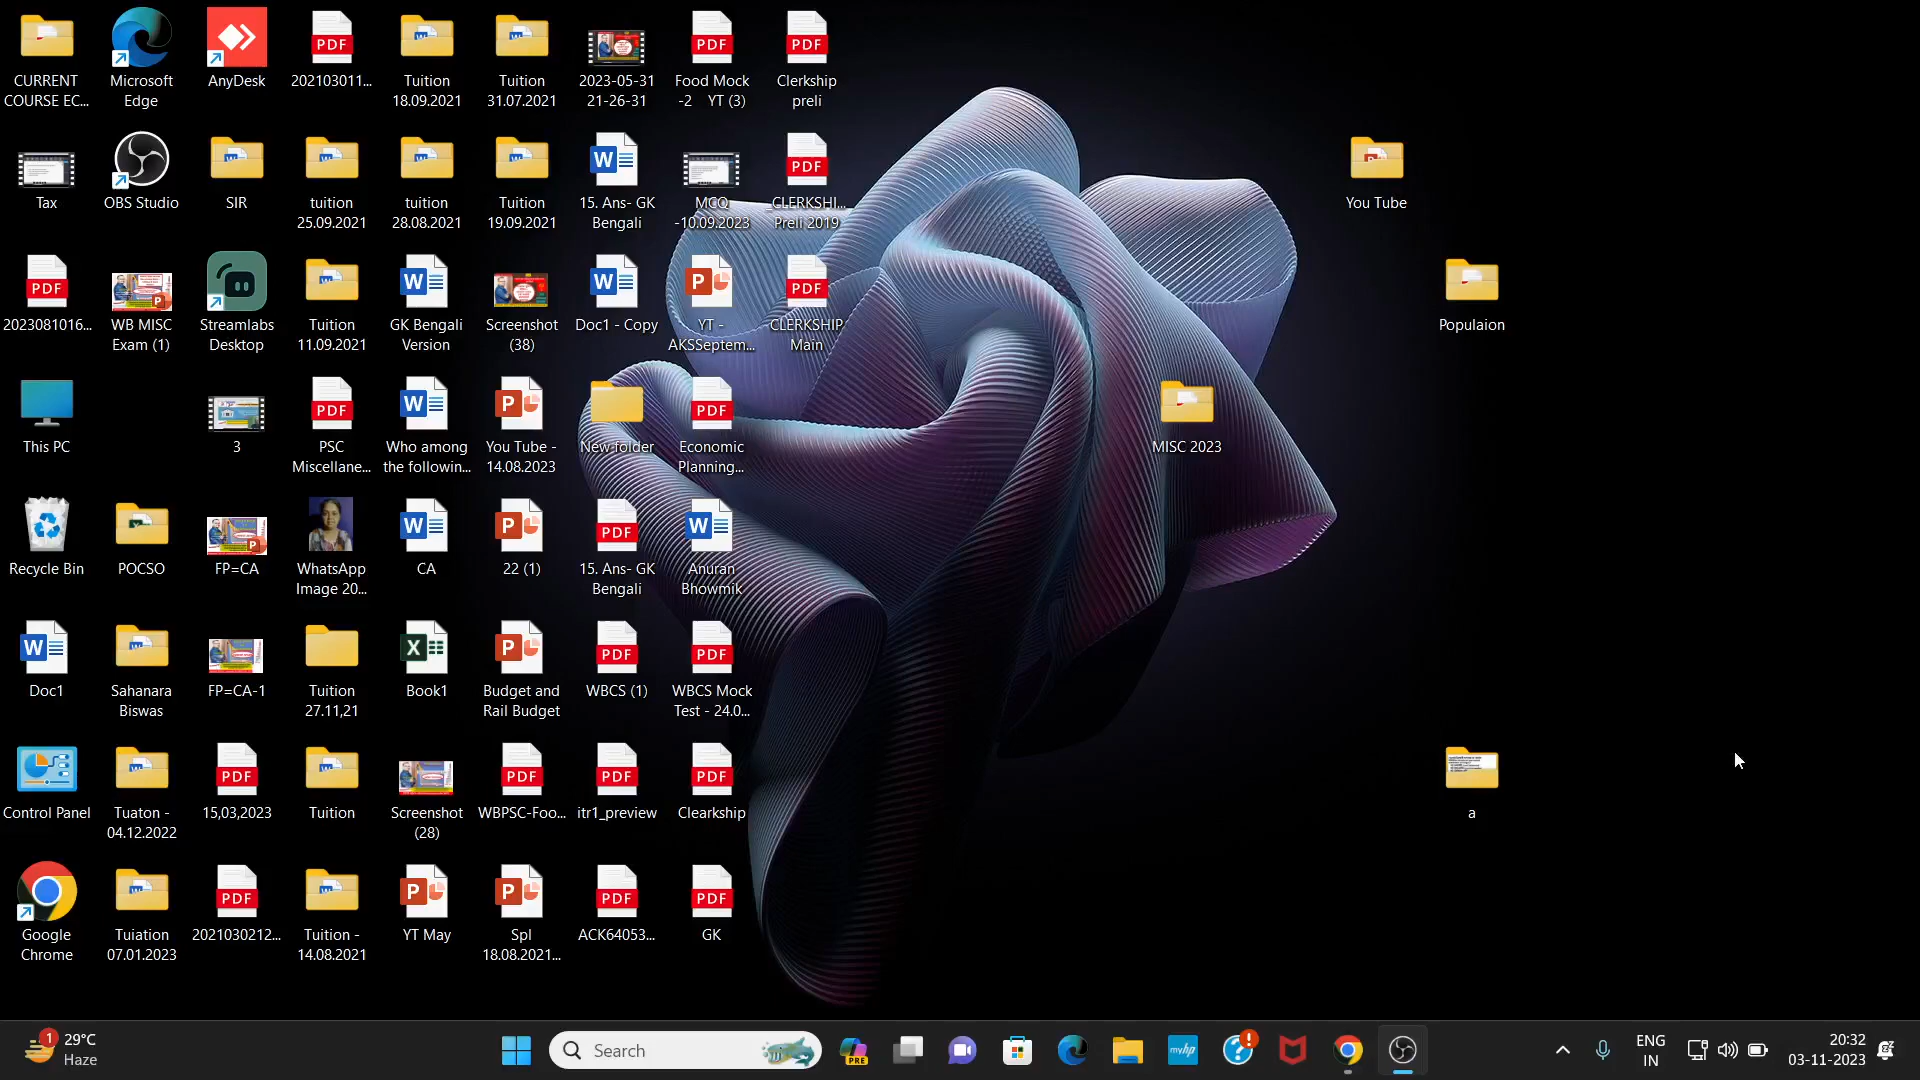 CURRENT
COURSE EC...
Microsoft
Edge
AnyDesk
202103011...
Tuition
18.09.2021
Tuition
31.07.2021
2023-05-31
21-26-31
Food Mock
-2 YT (3)
Clerkship
preli
Tax
OBS Studio
SIR
tuition
25.09.2021
tuition
28.08.2021
Tuition
19.09.2021
15. Ans- GK
Bengali
MCQ
-10.09.2023
_CLERKSHI...
Preli 2019
You Tube
2023081016...
WB MISC
Exam (1)
Streamlabs
Desktop
Tuition
11.09.2021
GK Bengali
Version
Screenshot
(38)
Doc1 - Copy
YT -
AKSSeptem...
CLERKSHIP
Main
Populaion
This PC
3
PSC
Miscellane...
Who among
the followin...
You Tube -
14.08.2023
New folder
Economic
Planning...
MISC 2023
Recycle Bin
POCSO
FP=CA
WhatsApp
Image 20...
CA
22 (1)
15. Ans- GK
Bengali
Anuran
Bhowmik
Doc1
Sahanara
Biswas
FP=CA-1
Tuition
27.11,21
Book1
Budget and
Rail Budget
WBCS (1)
WBCS Mock
Test - 24.0...
Control Panel
Tuaton -
04.12.2022
15,03,2023
Tuition
Screenshot
(28)
WBPSC-Foo...
itr1_preview
Clearkship
a
Google
Chrome
Tuiation
07.01.2023
2021030212...
Tuition -
14.08.2021
YT May
Spl
18.08.2021...
ACK64053...
GK
1
29°C
Haze
Search
PRE
myhp
ENG
IN
20:32
03-11-2023